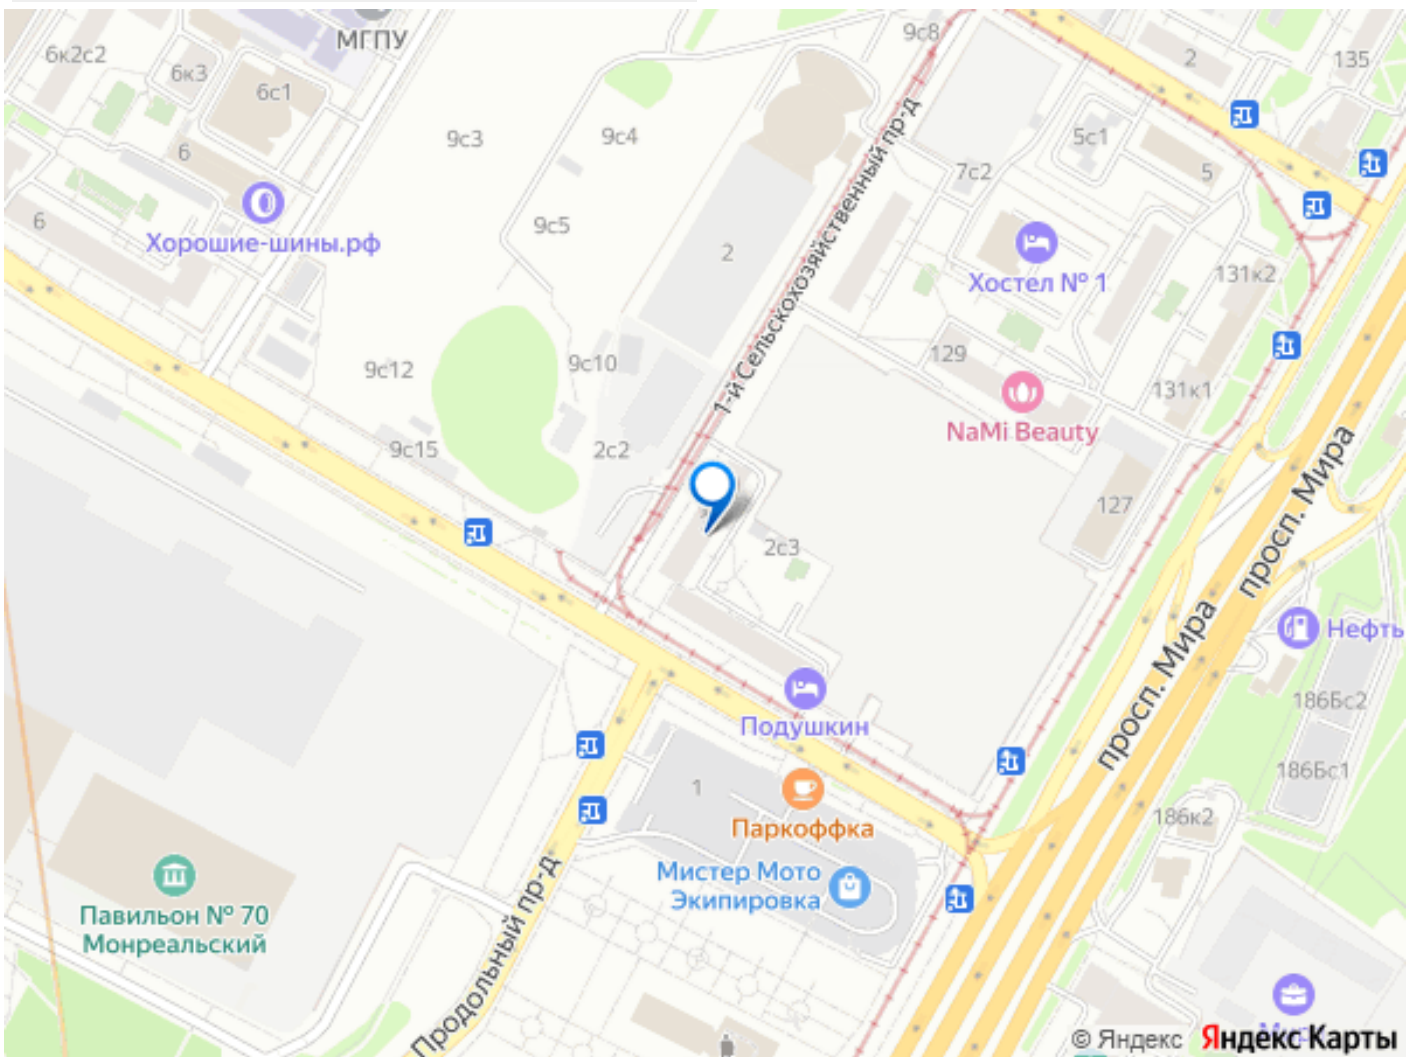 МГПУ
9с8
6к2с2
6к3
6с1
2
135
9с3
9с4
5с1
6
7с2
5
6
Хорошие-шины.рф
9с5
2
1-й Сельскохозяйственный пр-д
Хостел № 1
131к2
129
9с12
9с10
131к1
NaMi Beauty
9с15
2с2
127
2с3
просп. Мира
просп. Мира
Нефть
186Бс2
Подушкин
186Бс1
1
Паркоффка
186к2
Мистер Мото
Экипировка
Павильон № 70
Монреальский
Продольный пр-д
© Яндекс
Яндекс Карты